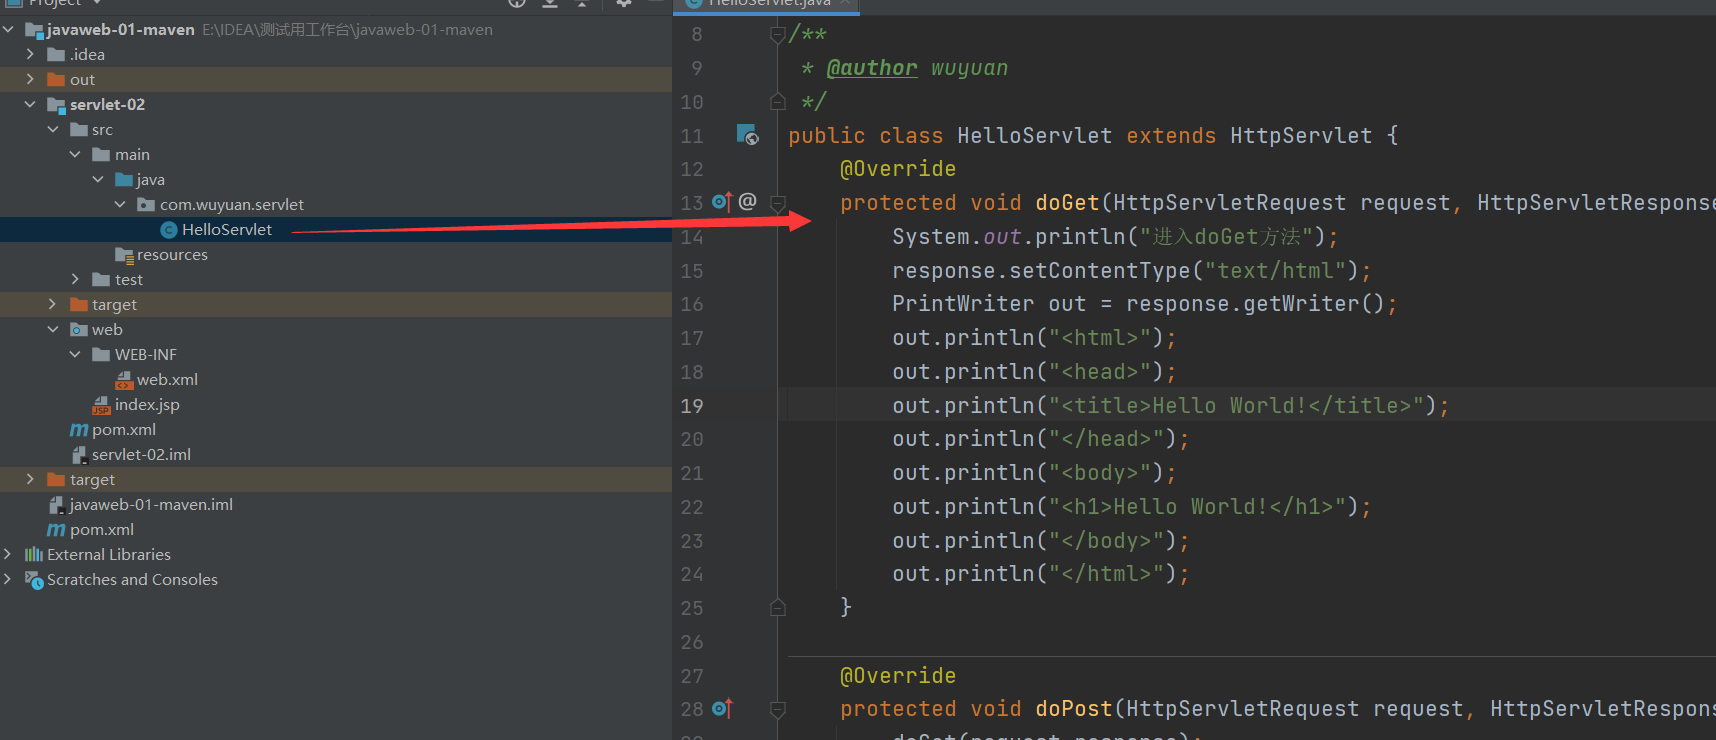 Project
javaweb-01-maven E:\IDEA\测试用工作台\javaweb-01-maven
.idea
out
servlet-02
src
main
java
com.wuyuan.servlet
HelloServlet
resources
test
target
web
WEB-INF
web.xml
index.jsp
pom.xml
servlet-02.iml
target
javaweb-01-maven.iml
pom.xml
External Libraries
Scratches and Consoles
HelloServlet.java
8 /**
9 * @author wuyuan
10 */
11 public class HelloServlet extends HttpServlet {
12 @Override
13 protected void doGet(HttpServletRequest request, HttpServletResponse
14 System.out.println("进入doGet方法");
15 response.setContentType("text/html");
16 PrintWriter out = response.getWriter();
17 out.println("<html>");
18 out.println("<head>");
19 out.println("<title>Hello World!</title>");
20 out.println("</head>");
21 out.println("<body>");
22 out.println("<h1>Hello World!</h1>");
23 out.println("</body>");
24 out.println("</html>");
25 }
26
27 @Override
28 protected void doPost(HttpServletRequest request, HttpServletRespons
29 doGet(request,response);